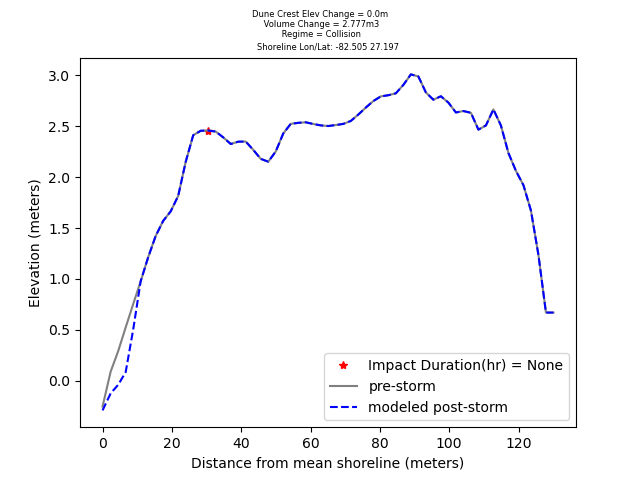 Dune Crest Elev Change = 0.0m
Volume Change = 2.777m3
Regime = Collision
Shoreline Lon/Lat: -82.505 27.197
3.0
2.5
2.0
1.5
1.0
0.5
0.0
Elevation (meters)
Impact Duration(hr) = None
pre-storm
modeled post-storm
0 20 40 60 80 100 120
Distance from mean shoreline (meters)